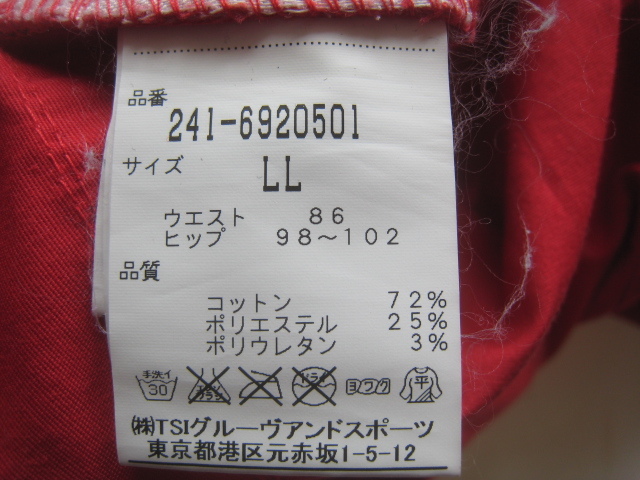 品番
241-6920501
サイズ
LL
ウエスト 86
ヒップ 98〜102
品質
コットン 72%
ポリエステル 25%
ポリウレタン 3%
手洗イ 30 ヨワク 平
㈱TSIグルーヴアンドスポーツ
東京都港区元赤坂1-5-12